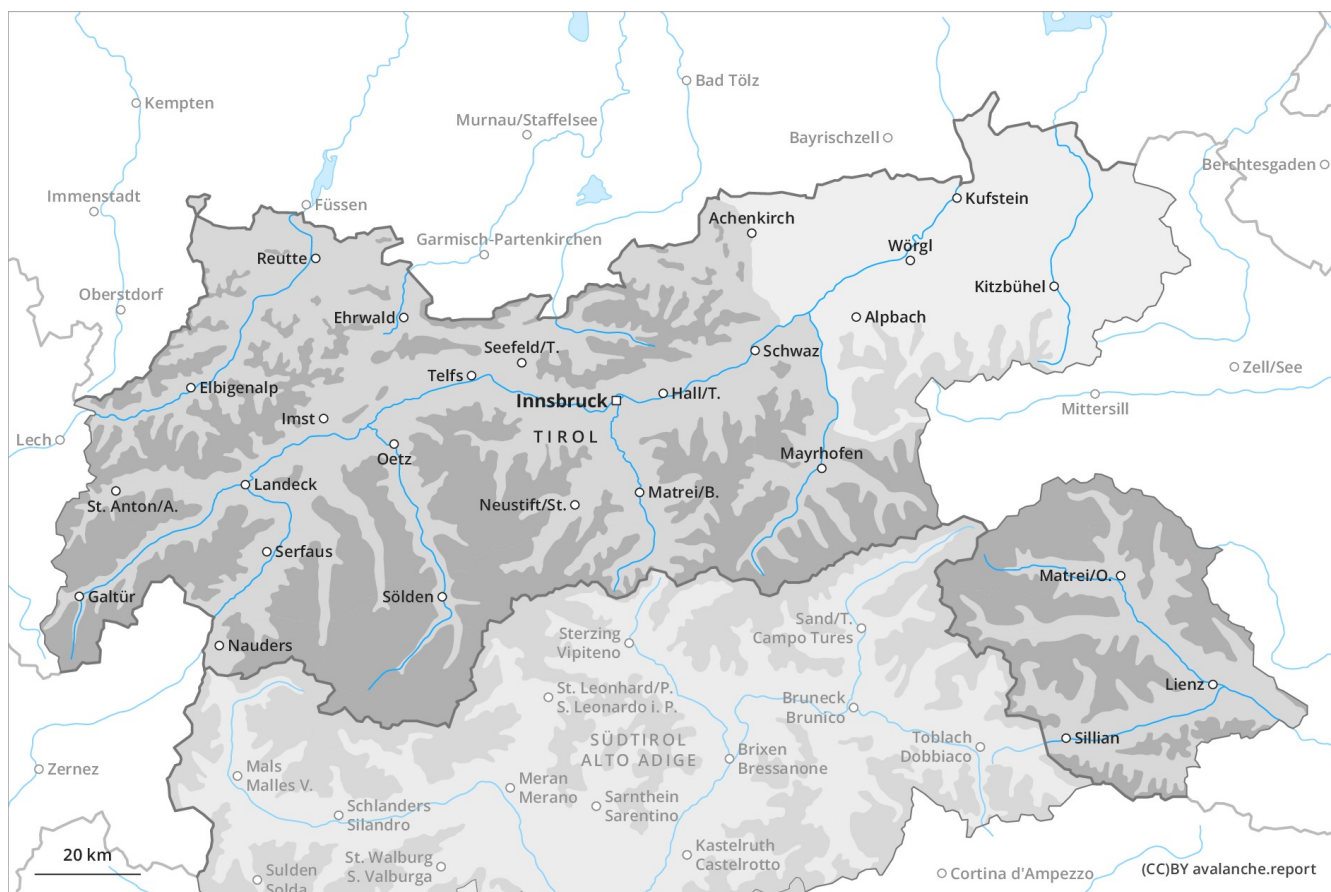 Bad Tölz
Kempten
Murnau/Staffelsee
Bayrischzell
Berchtesgaden
Immenstadt
Füssen
Kufstein
Achenkirch
Garmisch-Partenkirchen
Wörgl
Reutte
Kitzbühel
Oberstdorf
Ehrwald
Alpbach
Seefeld/T.
Schwaz
Zell/See
Telfs
Elbigenalp
Hall/T.
Innsbruck
Mittersill
Imst
Lech
TIROL
Oetz
Mayrhofen
Landeck
Matrei/B.
St. Anton/A.
Neustift/St.
Serfaus
Matrei/O.
Galtür
Sölden
Sand/T.
Campo Tures
Sterzing
Vipiteno
Nauders
Lienz
St. Leonhard/P.
S. Leonardo i. P.
Bruneck
Brunico
Sillian
SÜDTIROL
ALTO ADIGE
Toblach
Dobbiaco
Brixen
Bressanone
Zernez
Mals
Malles V.
Meran
Merano
Sarnthein
Sarentino
Schlanders
Silandro
Kastelruth
Castelrotto
20 km
St. Walburg
S. Valburga
Sulden
Solda
Cortina d'Ampezzo
(CC)BY avalanche.report